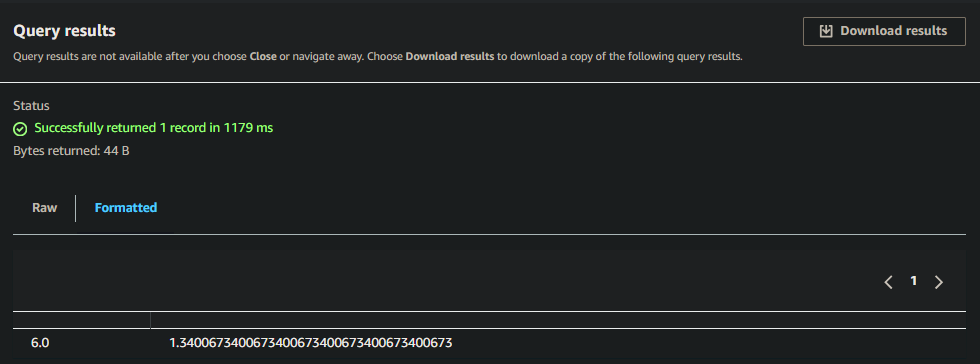 Query results
Download results
Query results are not available after you choose Close or navigate away. Choose Download results to download a copy of the following query results.
Status
Successfully returned 1 record in 1179 ms
Bytes returned: 44 B
Raw
Formatted
1
6.0 1.3400673400673400673400673400673400673